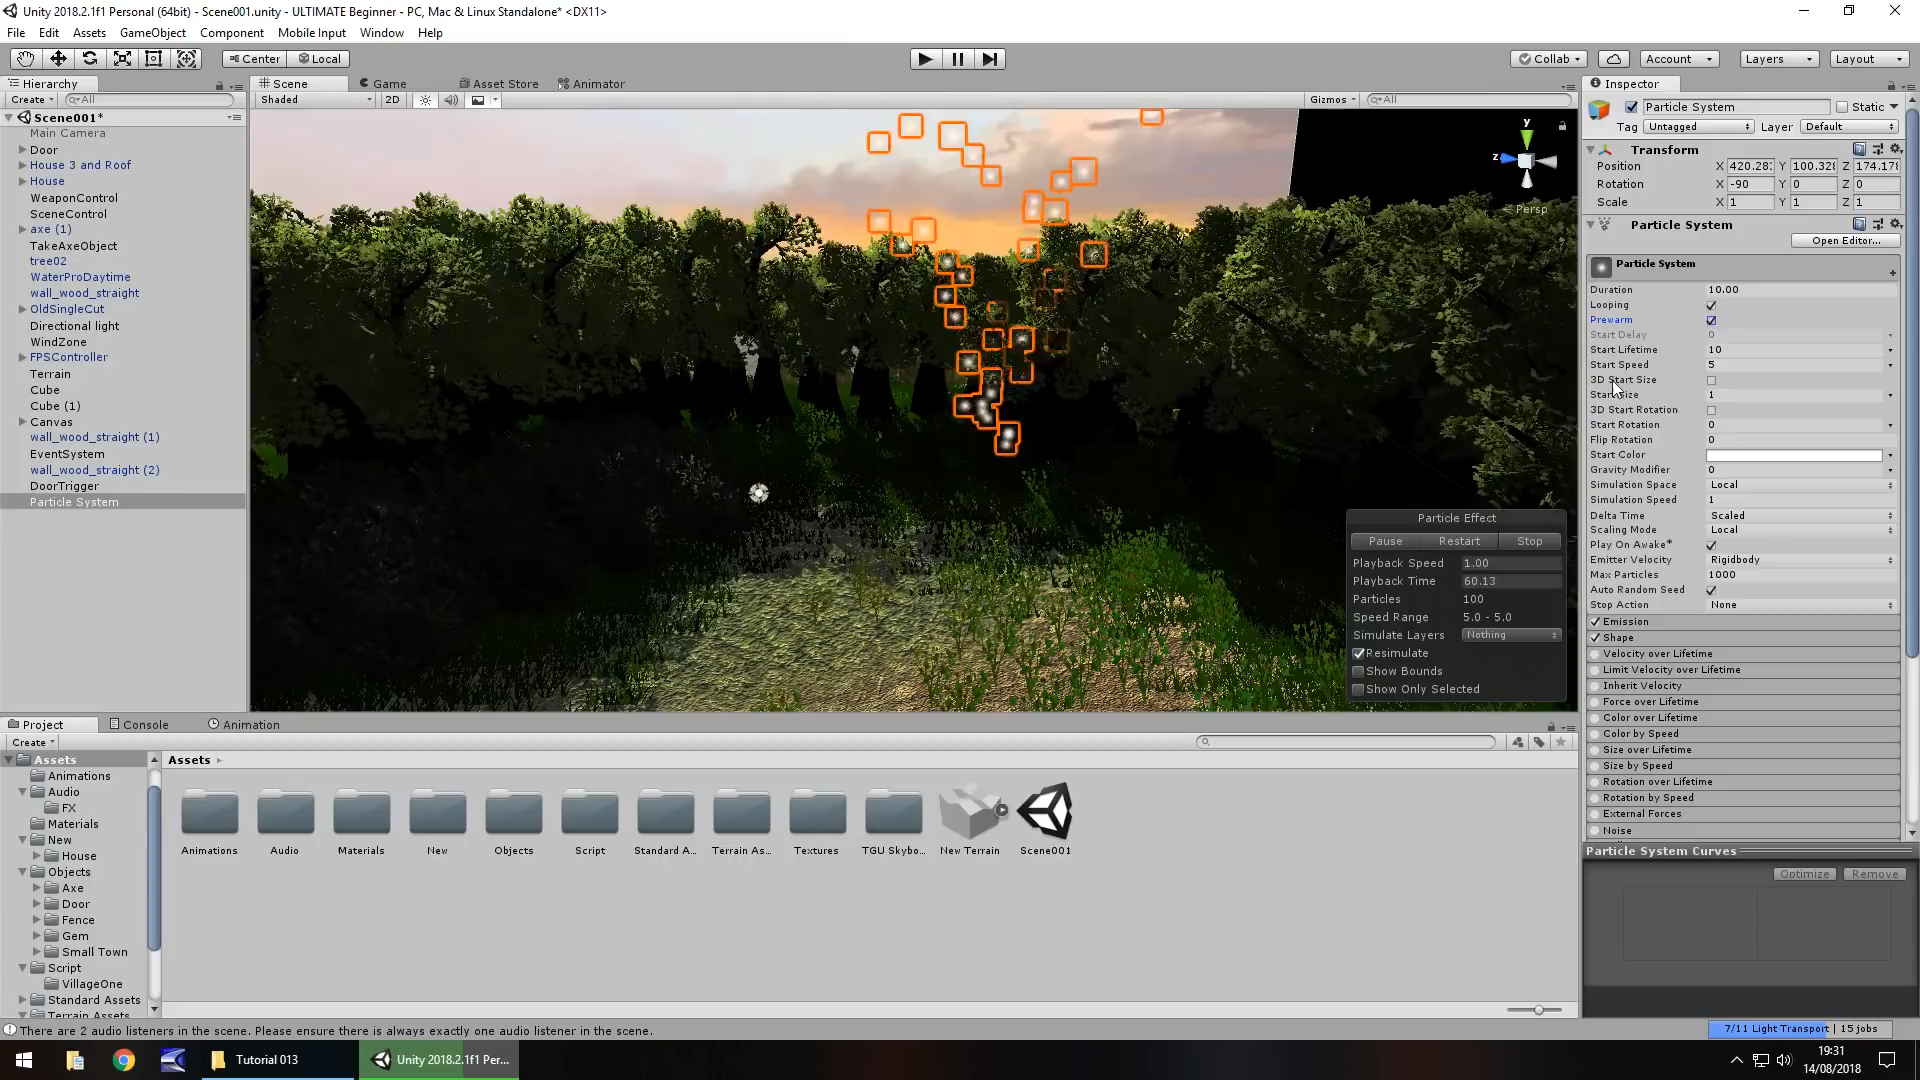 Unity 2018.2.1f1 Personal (64bit) - Scene001.unity - ULTIMATE Beginner - PC, Mac & Linux Standalone* <DX11>
File Edit Assets GameObject Component Mobile Input Window Help
Center Local Collab Account Layers Layout
Hierarchy
Create All
Scene001*
Main Camera
Door
House 3 and Roof
House
WeaponControl
SceneControl
axe (1)
TakeAxeObject
tree02
WaterProDaytime
wall_wood_straight
OldSingleCut
Directional light
WindZone
FPSController
Terrain
Cube
Cube (1)
Canvas
wall_wood_straight (1)
EventSystem
wall_wood_straight (2)
DoorTrigger
Particle System
Scene Game Asset Store Animator
Shaded 2D Gizmos All
y
z
Persp
Particle Effect
Pause Restart Stop
Playback Speed 1.00
Playback Time 60.13
Particles 100
Speed Range 5.0 - 5.0
Simulate Layers Nothing
Resimulate
Show Bounds
Show Only Selected
Inspector
Particle System Static
Tag Untagged Layer Default
Transform
Position X 420.28 Y 100.328 Z 174.178
Rotation X -90 Y 0 Z 0
Scale X 1 Y 1 Z 1
Particle System
Open Editor...
Particle System
Duration 10.00
Looping
Prewarm
Start Delay 0
Start Lifetime 10
Start Speed 5
3D Start Size
Start Size 1
3D Start Rotation
Start Rotation 0
Flip Rotation 0
Start Color
Gravity Modifier 0
Simulation Space Local
Simulation Speed 1
Delta Time Scaled
Scaling Mode Local
Play On Awake*
Emitter Velocity Rigidbody
Max Particles 1000
Auto Random Seed
Stop Action None
Emission
Shape
Velocity over Lifetime
Limit Velocity over Lifetime
Inherit Velocity
Force over Lifetime
Color over Lifetime
Color by Speed
Size over Lifetime
Size by Speed
Rotation over Lifetime
Rotation by Speed
External Forces
Noise
Particle System Curves
Optimize Remove
Project Console Animation
Create
Assets
Animations
Audio
FX
Materials
New
House
Objects
Axe
Door
Fence
Gem
Small Town
Script
VillageOne
Standard Assets
Terrain Assets
Assets
Animations Audio Materials New Objects Script Standard A... Terrain As... Textures TGU Skybo... New Terrain Scene001
There are 2 audio listeners in the scene. Please ensure there is always exactly one audio listener in the scene.
7/11 Light Transport | 15 jobs
Tutorial 013
Unity 2018.2.1f1 Per...
19:31
14/08/2018